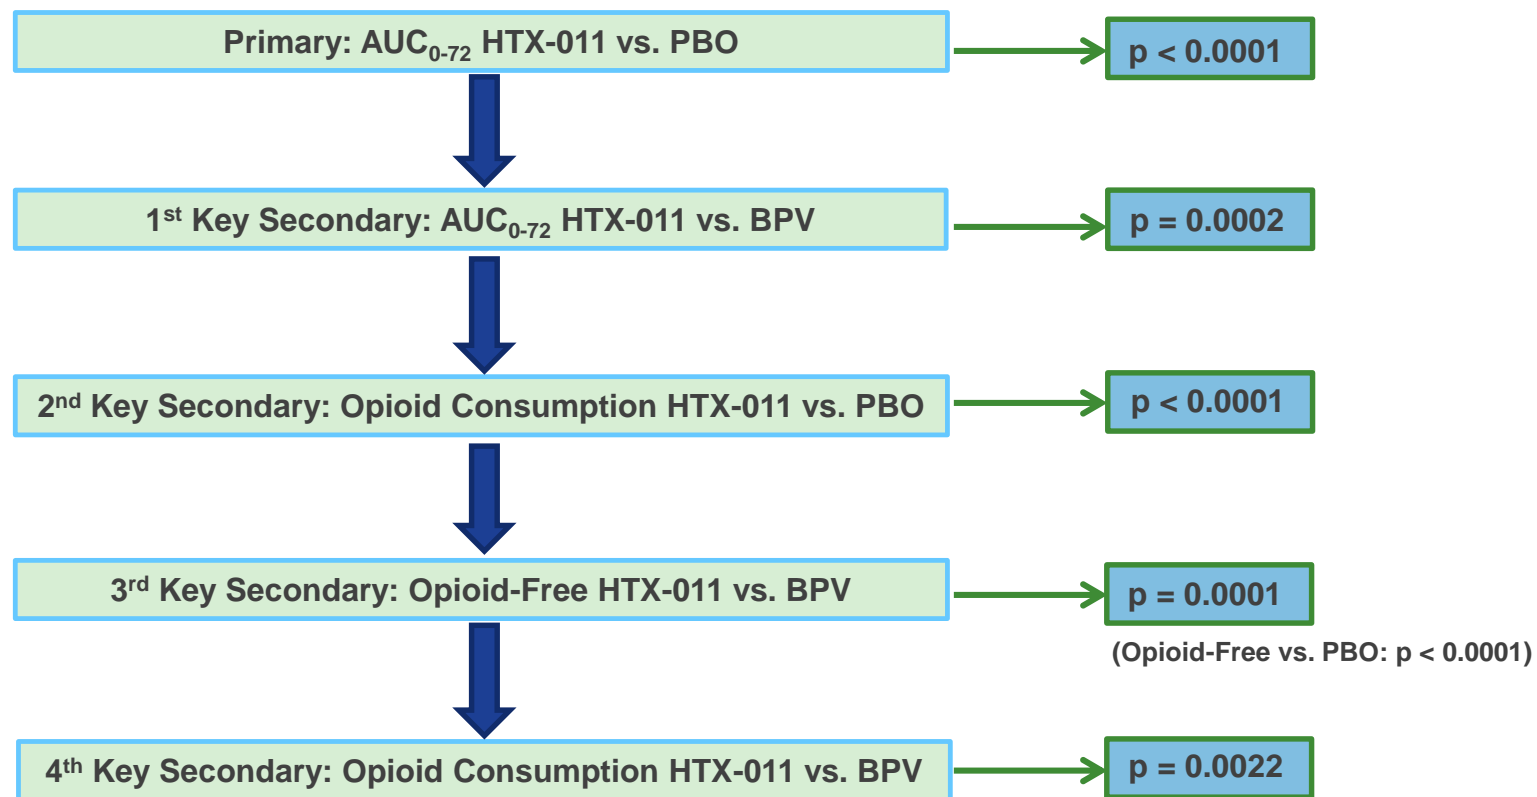 Primary: AUC0-72 HTX-011 vs. PBO
p < 0.0001
1st Key Secondary: AUC0-72 HTX-011 vs. BPV
p = 0.0002
2nd Key Secondary: Opioid Consumption HTX-011 vs. PBO
p < 0.0001
3rd Key Secondary: Opioid-Free HTX-011 vs. BPV
p = 0.0001
(Opioid-Free vs. PBO: p < 0.0001)
4th Key Secondary: Opioid Consumption HTX-011 vs. BPV
p = 0.0022